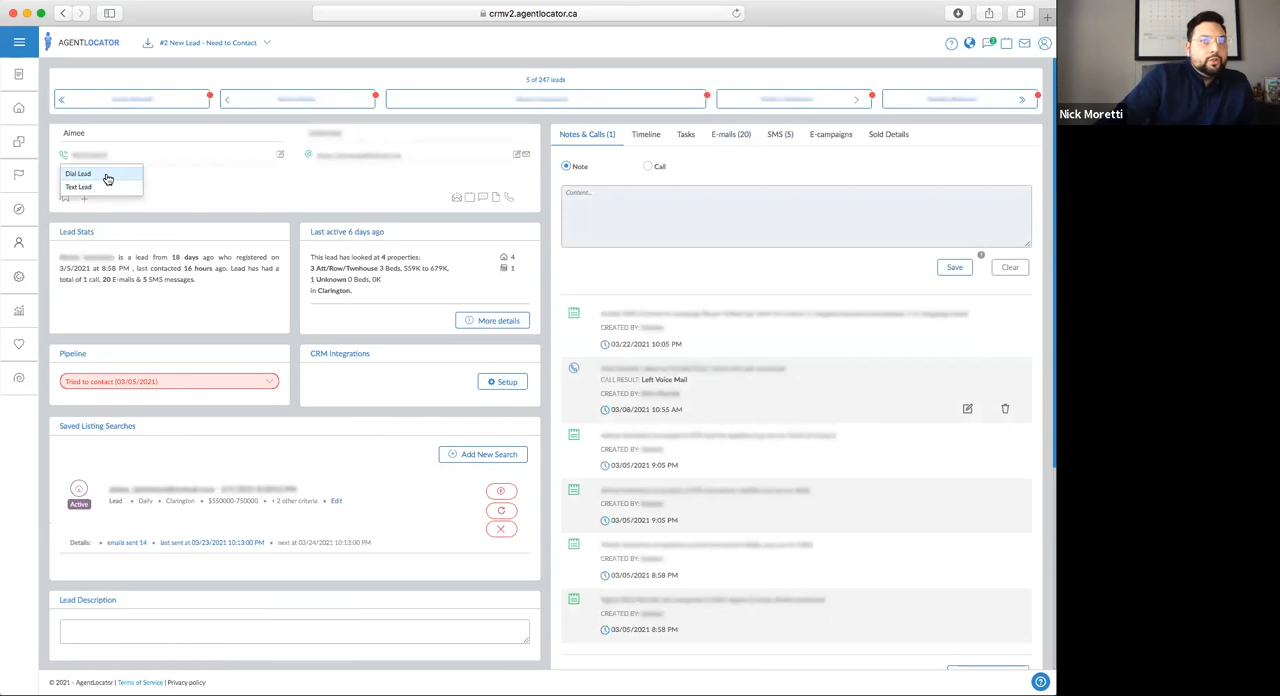 crmv2.agentlocator.ca
AGENTLOCATOR
#2 New Lead - Need to Contact
Nick Moretti
5 of 247 leads
Aimee
Dial Lead
Text Lead
Notes & Calls (1) Timeline Tasks E-mails (20) SMS (5) E-campaigns Sold Details
Note Call
Content...
Save Clear
Lead Stats
is a lead from 18 days ago who registered on
3/5/2021 at 8:58 PM , last contacted 16 hours ago. Lead has had a
total of 1 call, 20 E-mails & 5 SMS messages.
Last active 6 days ago
This lead has looked at 4 properties.
3 Att/Row/Twnhouse 3 Beds, 559K to 679K,
1 Unknown 0 Beds, 0K
in Clarington.
4
1
More details
Pipeline
Tried to contact (03/05/2021)
CRM Integrations
Setup
Saved Listing Searches
Add New Search
Active
Lead • Daily • Clarington • $550000-750000 • + 2 other criteria • Edit
Details: • emails sent 14 • last sent at 03/23/2021 10:13:00 PM • next at 03/24/2021 10:13:00 PM
Lead Description
CREATED BY:
03/22/2021 10:05 PM
CALL RESULT: Left Voice Mail
CREATED BY:
03/08/2021 10:55 AM
CREATED BY:
03/05/2021 9:05 PM
CREATED BY:
03/05/2021 9:05 PM
CREATED BY:
03/05/2021 8:58 PM
CREATED BY:
03/05/2021 8:58 PM
© 2021 - AgentLocator | Terms of Service | Privacy policy